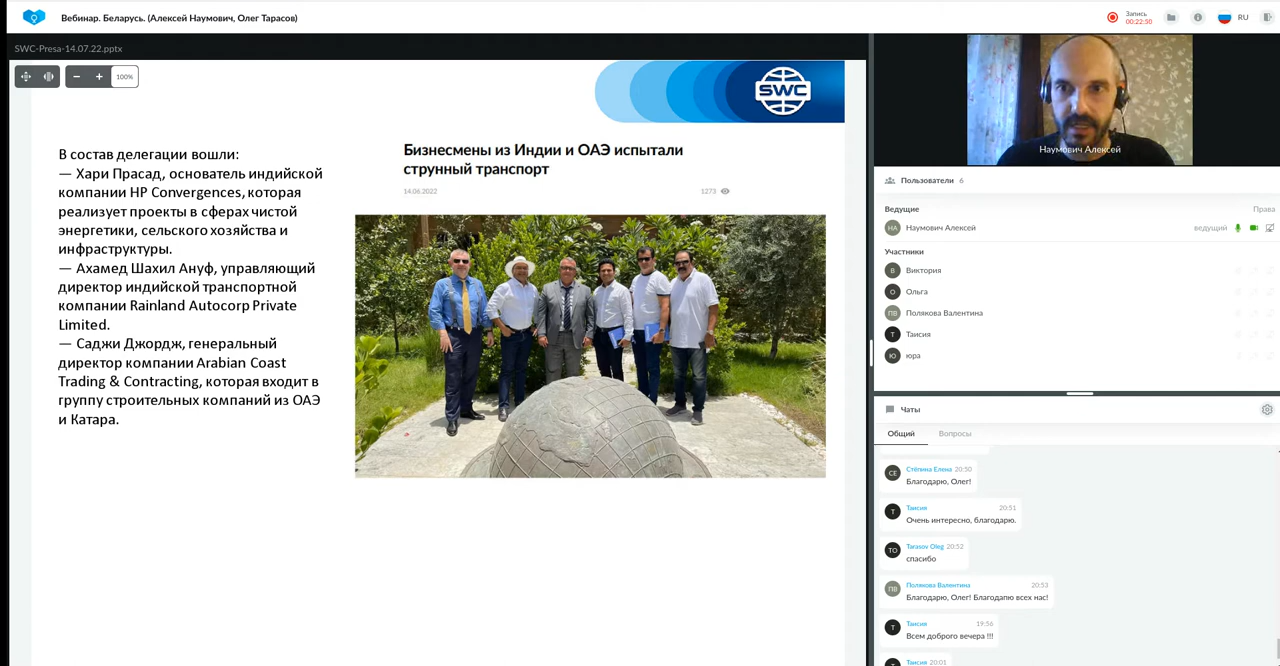 Вебинар. Беларусь. (Алексей Наумович, Олег Тарасов)
Запись
00:22:50
RU
SWC-Presa-14.07.22.pptx
100%
SWC
В состав делегации вошли:
— Хари Прасад, основатель индийской
компании HP Convergences, которая
реализует проекты в сферах чистой
энергетики, сельского хозяйства и
инфраструктуры.
— Ахамед Шахил Ануф, управляющий
директор индийской транспортной
компании Rainland Autocorp Private
Limited.
— Саджи Джордж, генеральный
директор компании Arabian Coast
Trading & Contracting, которая входит в
группу строительных компаний из ОАЭ
и Катара.
Бизнесмены из Индии и ОАЭ испытали
струнный транспорт
14.06.2022
1273
Наумович Алексей
Пользователи 6
Ведущие
Права
НА Наумович Алексей
ведущий
Участники
В Виктория
О Ольга
ПВ Полякова Валентина
Т Таисия
Ю юра
Чаты
Общий
Вопросы
СЕ
Стёпина Елена 20:50
Благодарю, Олег!
Т
Таисия 20:51
Очень интересно, благодарю.
TO
Tarasov Oleg 20:52
спасибо
ПВ
Полякова Валентина 20:53
Благодарю, Олег! Благодапю всех нас!
Т
Таисия 19:56
Всем доброго вечера !!!
Т
Таисия 20:01